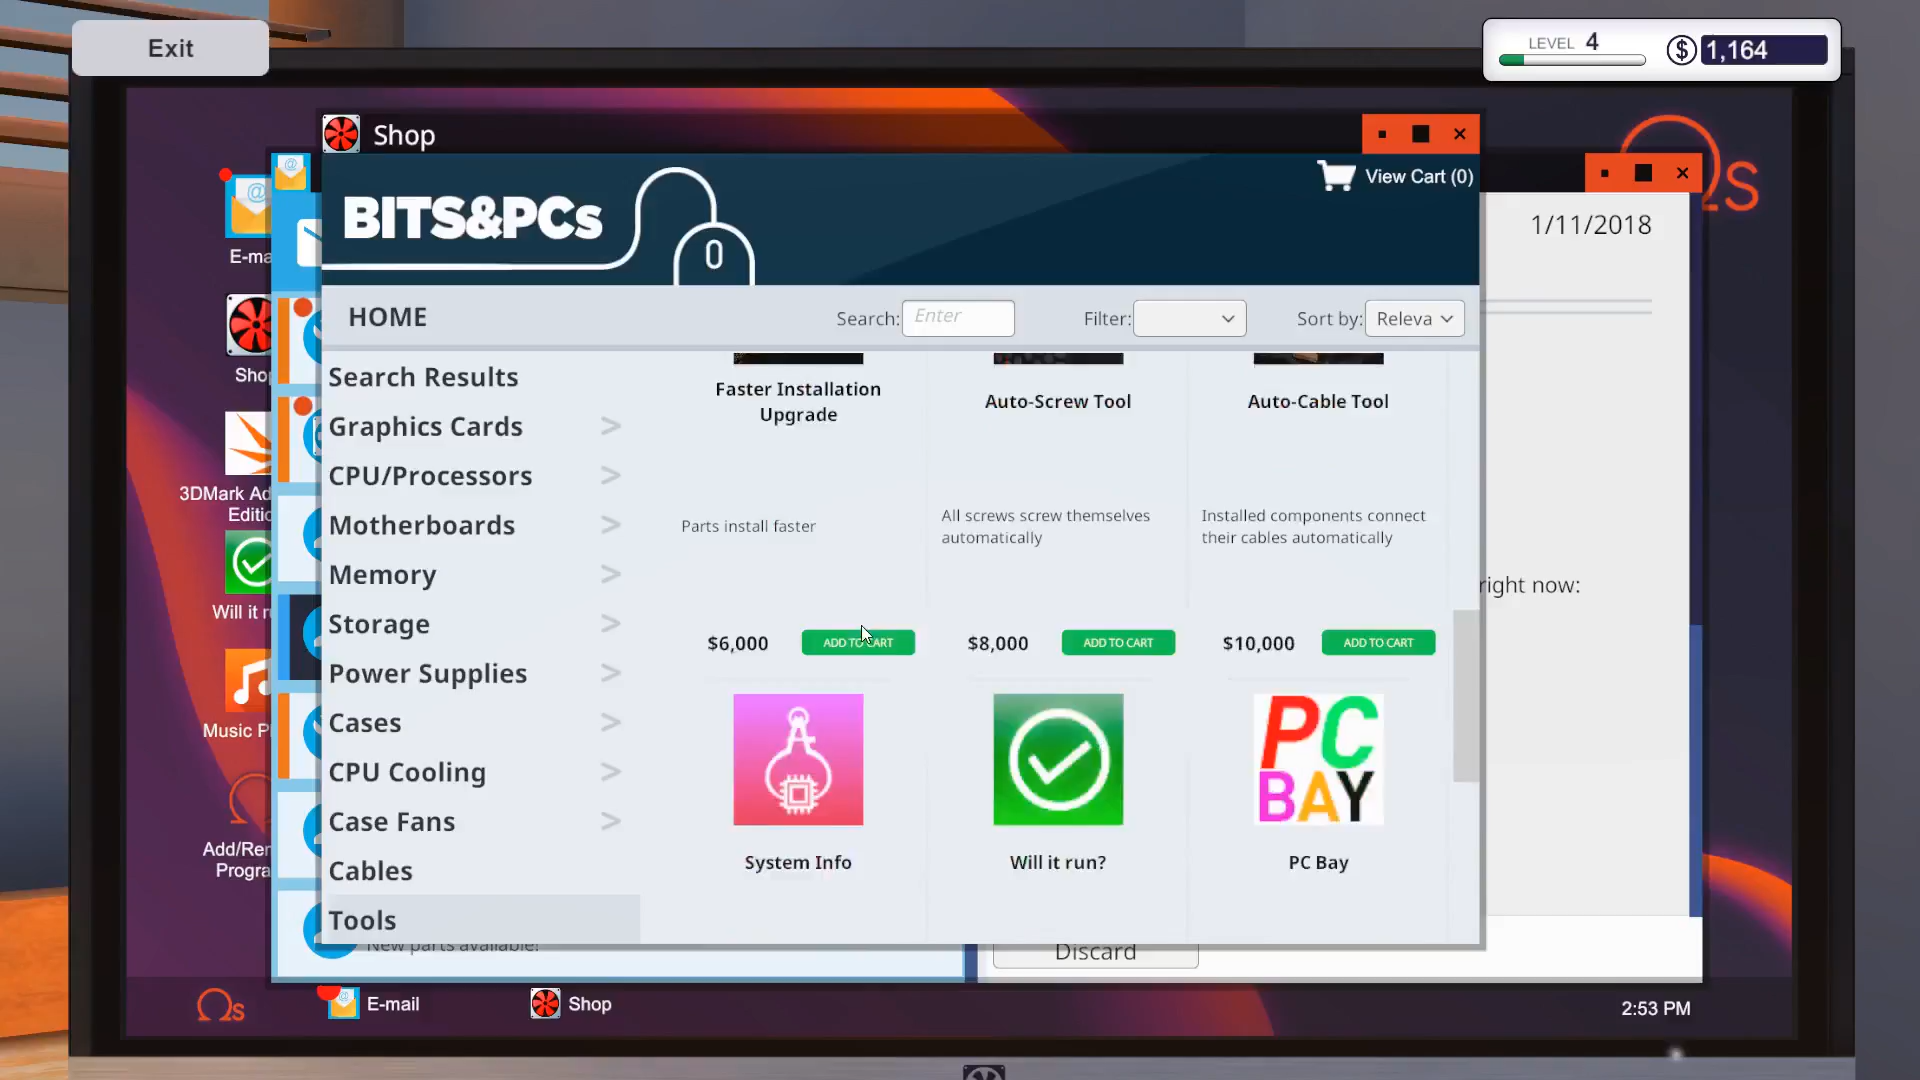 Exit
LEVEL 4
$ 1,164
Shop
View Cart (0)
BITS&PCs
1/11/2018
E-ma
HOME
Search: Enter
Filter:
Sort by: Releva
Shop
Search Results
Graphics Cards >
CPU/Processors >
Motherboards >
Memory >
Storage >
Power Supplies >
Cases >
CPU Cooling >
Case Fans >
Cables
Tools
Faster Installation
Upgrade
Auto-Screw Tool
Auto-Cable Tool
Parts install faster
All screws screw themselves
automatically
Installed components connect
their cables automatically
$6,000 ADD TO CART
$8,000 ADD TO CART
$10,000 ADD TO CART
PC
BAY
System Info
Will it run?
PC Bay
3DMark Ad
Editi
Will it r
Music P
Add/Re
Progra
right now:
New parts available!
Discard
Ωs
E-mail
Shop
2:53 PM